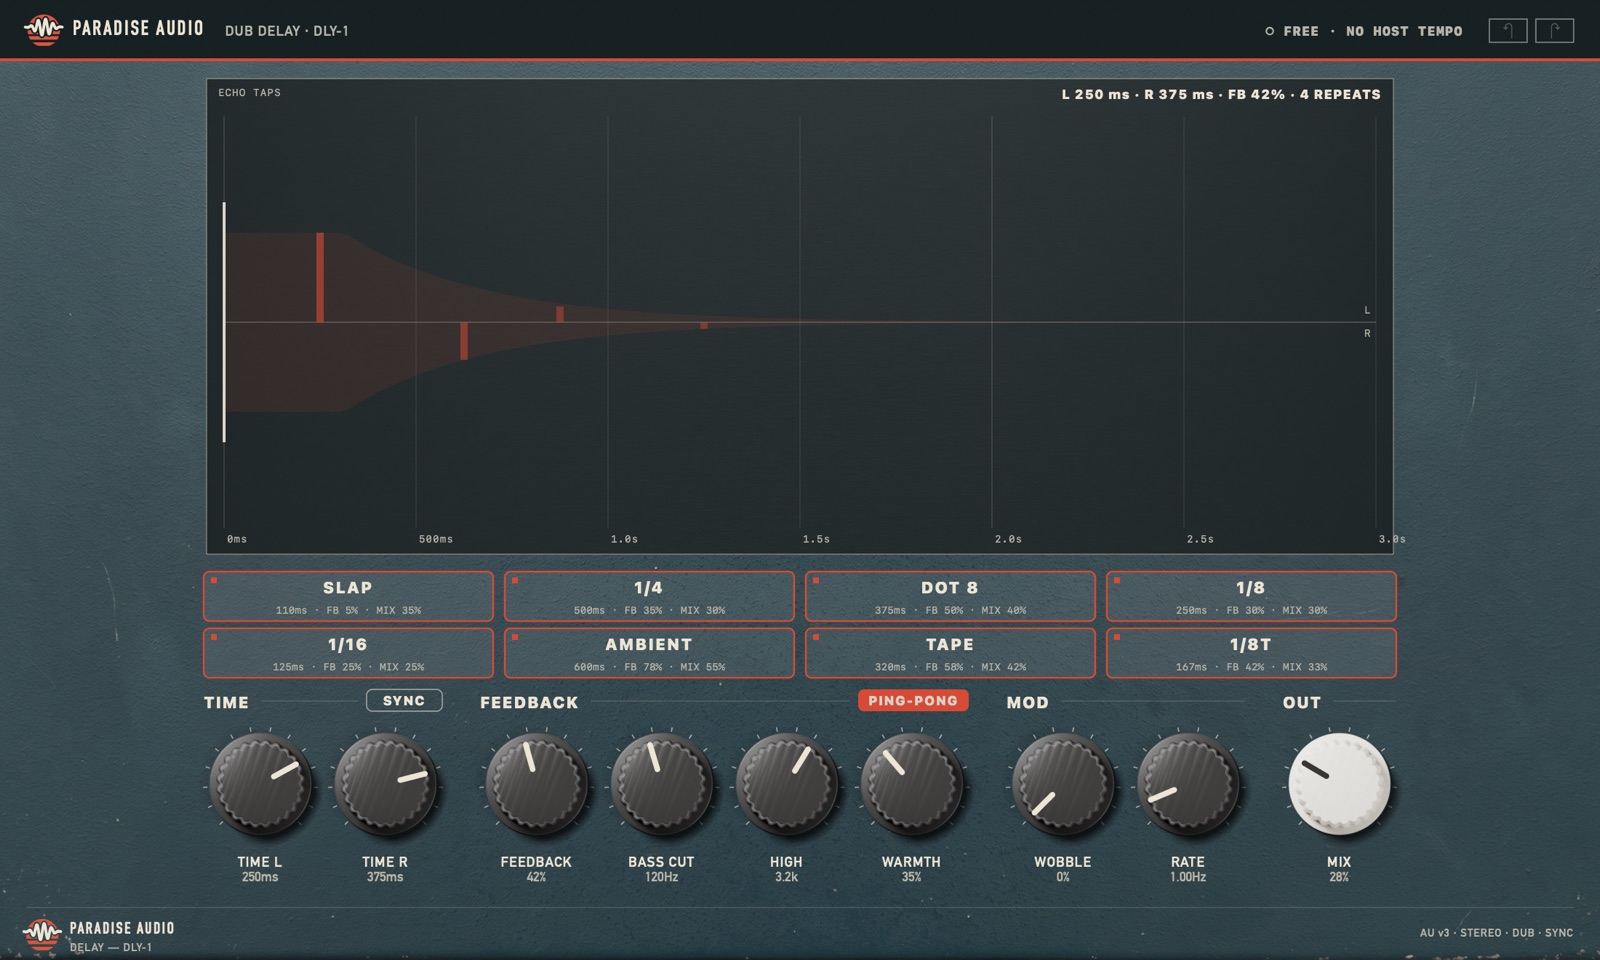 PARADISE AUDIO DUB DELAY · DLY-1 FREE · NO HOST TEMPO
ECHO TAPS L 250 ms · R 375 ms · FB 42% · 4 REPEATS
L
R
0ms 500ms 1.0s 1.5s 2.0s 2.5s 3.0s
SLAP 1/4 DOT 8 1/8
110ms · FB 5% · MIX 35% 500ms · FB 35% · MIX 30% 375ms · FB 50% · MIX 40% 250ms · FB 30% · MIX 30%
1/16 AMBIENT TAPE 1/8T
125ms · FB 25% · MIX 25% 600ms · FB 78% · MIX 55% 320ms · FB 58% · MIX 42% 167ms · FB 42% · MIX 33%
TIME SYNC FEEDBACK PING-PONG MOD OUT
TIME L TIME R FEEDBACK BASS CUT HIGH WARMTH WOBBLE RATE MIX
250ms 375ms 42% 120Hz 3.2k 35% 0% 1.00Hz 28%
PARADISE AUDIO
DELAY — DLY-1
AU v3 · STEREO · DUB · SYNC